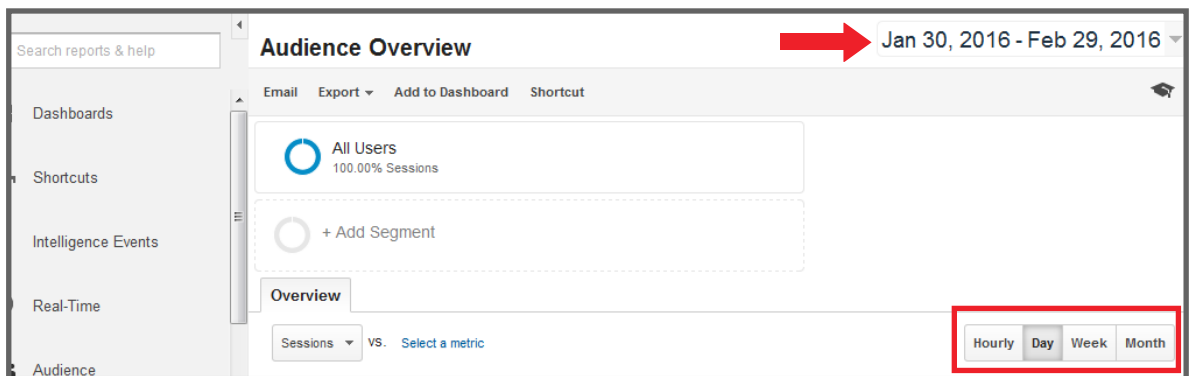 Search reports & help
Dashboards
Shortcuts
Intelligence Events
Real-Time
Audience
Audience Overview
Jan 30, 2016 - Feb 29, 2016
Email Export Add to Dashboard Shortcut
All Users
100.00% Sessions
+ Add Segment
Overview
Sessions VS. Select a metric
Hourly Day Week Month